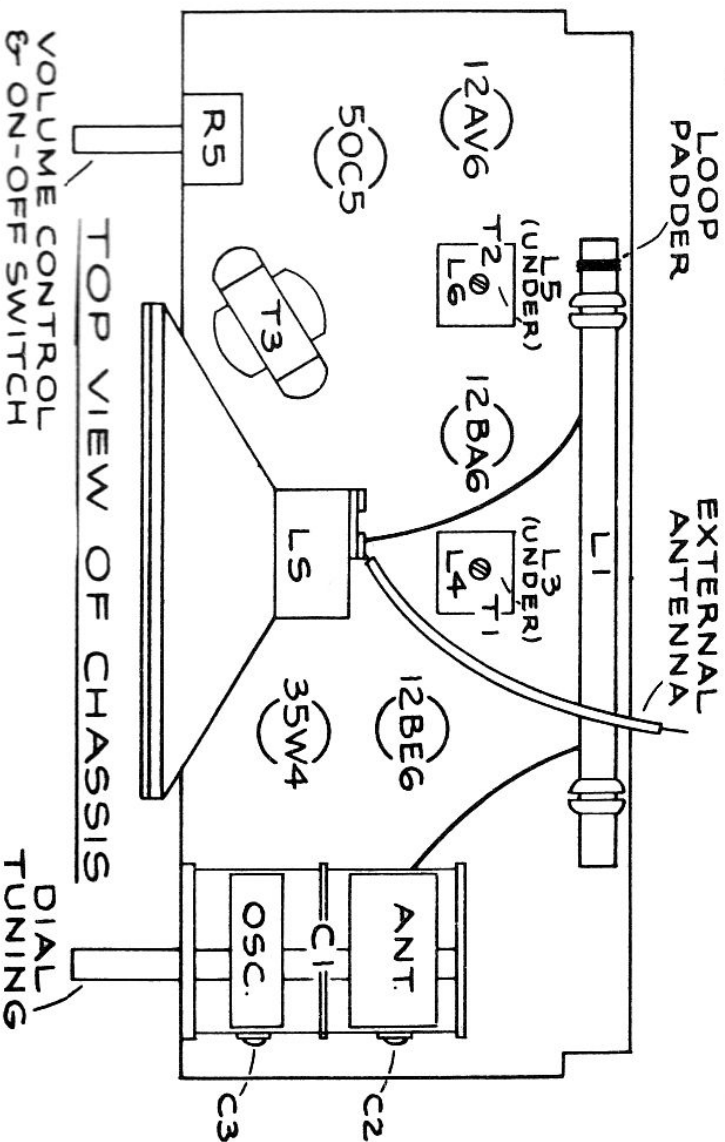 LOOP
PADDER
EXTERNAL
ANTENNA
L1
12AV6
L5
(UNDER)
T2
L6
12BA6
L3
(UNDER)
T1
L4
12BE6
ANT.
C2
50C5
C1
R5
T3
LS
35W4
OSC.
C3
VOLUME CONTROL
& ON-OFF SWITCH
DIAL
TUNING
TOP VIEW OF CHASSIS